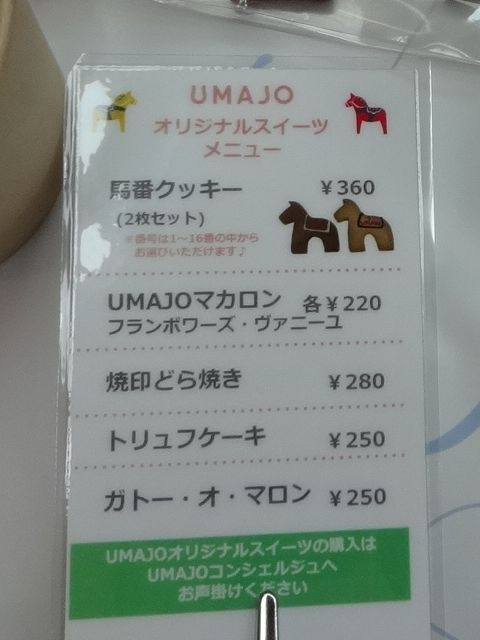 UMAJO
オリジナルスイーツ
メニュー
馬番クッキー ¥360
(2枚セット)
※番号は1～16番の中から
お選びいただけます♪
UMAJOマカロン 各¥220
フランボワーズ・ヴァニーユ
焼印どら焼き ¥280
トリュフケーキ ¥250
ガトー・オ・マロン ¥250
UMAJOオリジナルスイーツの購入は
UMAJOコンシェルジュへ
お声掛けください